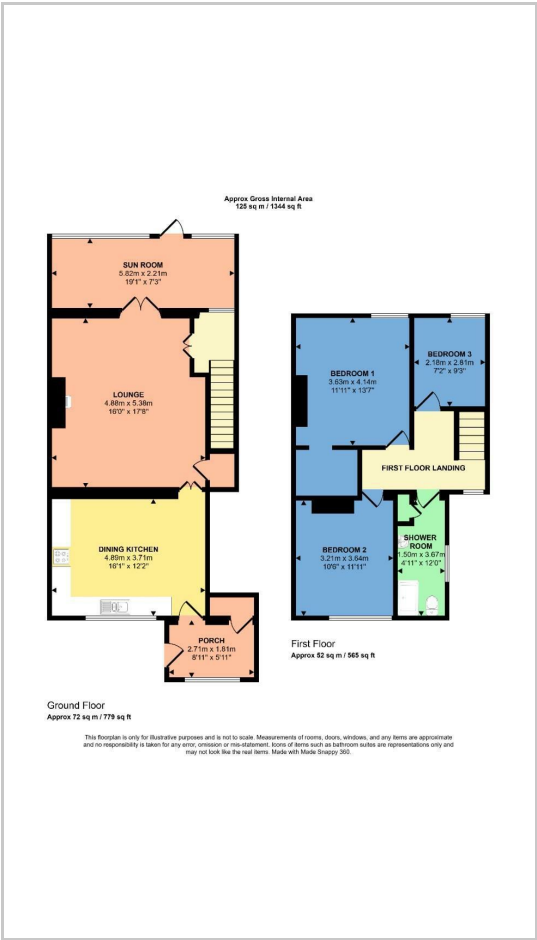 Approx Gross Internal Area
125 sq m / 1344 sq ft
SUN ROOM
5.82m x 2.21m
19'1" x 7'3"
LOUNGE
4.88m x 5.38m
16'0" x 17'8"
DINING KITCHEN
4.89m x 3.71m
16'1" x 12'2"
PORCH
2.71m x 1.81m
8'11" x 5'11"
Ground Floor
Approx 72 sq m / 779 sq ft
BEDROOM 1
3.63m x 4.14m
11'11" x 13'7"
BEDROOM 3
2.18m x 2.81m
7'2" x 9'3"
FIRST FLOOR LANDING
BEDROOM 2
3.21m x 3.64m
10'6" x 11'11"
SHOWER
ROOM
1.50m x 3.67m
4'11" x 12'0"
First Floor
Approx 52 sq m / 565 sq ft
This floorplan is only for illustrative purposes and is not to scale. Measurements of rooms, doors, windows, and any items are approximate
and no responsibility is taken for any error, omission or mis-statement. Icons of items such as bathroom suites are representations only and
may not look like the real items. Made with Made Snappy 360.